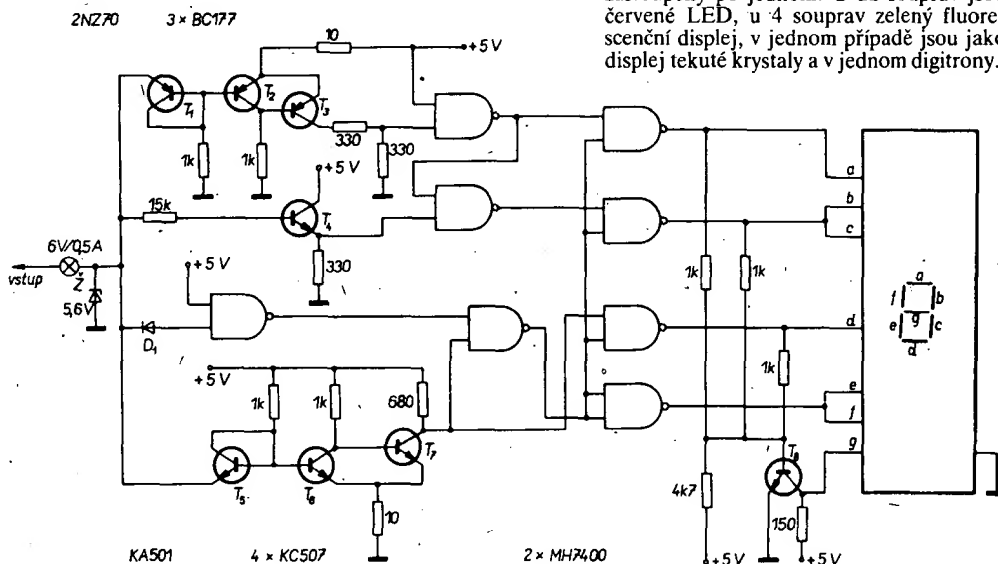 2NZ70 3 × BC177
červené LED, u 4 souprav zelený fluore-
scenční displej, v jednom případě jsou jako
displej tekuté krystaly a v jednom digitrony.
10
+5 V
T₁
T₂
T₃
330
330
1k
1k
+5 V
15k
T₄
330
6V/0,5A
vstup
Ž
5,6V
+5 V
D₁
+5 V
1k
1k
680
T₅
T₆
T₇
10
1k
1k
1k
4k7
T₈
150
+5 V
+5 V
a
b
c
d
e
f
g
a
f
b
g
e
c
d
KA501 4 × KC507 2 × MH7400